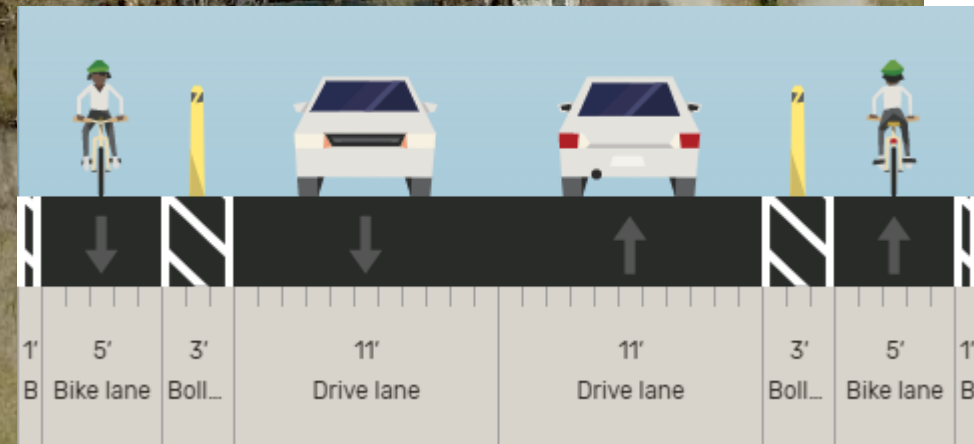 1' 5' 3' 11' 11' 3' 5' 1'
B Bike lane Boll... Drive lane Drive lane Boll... Bike lane B